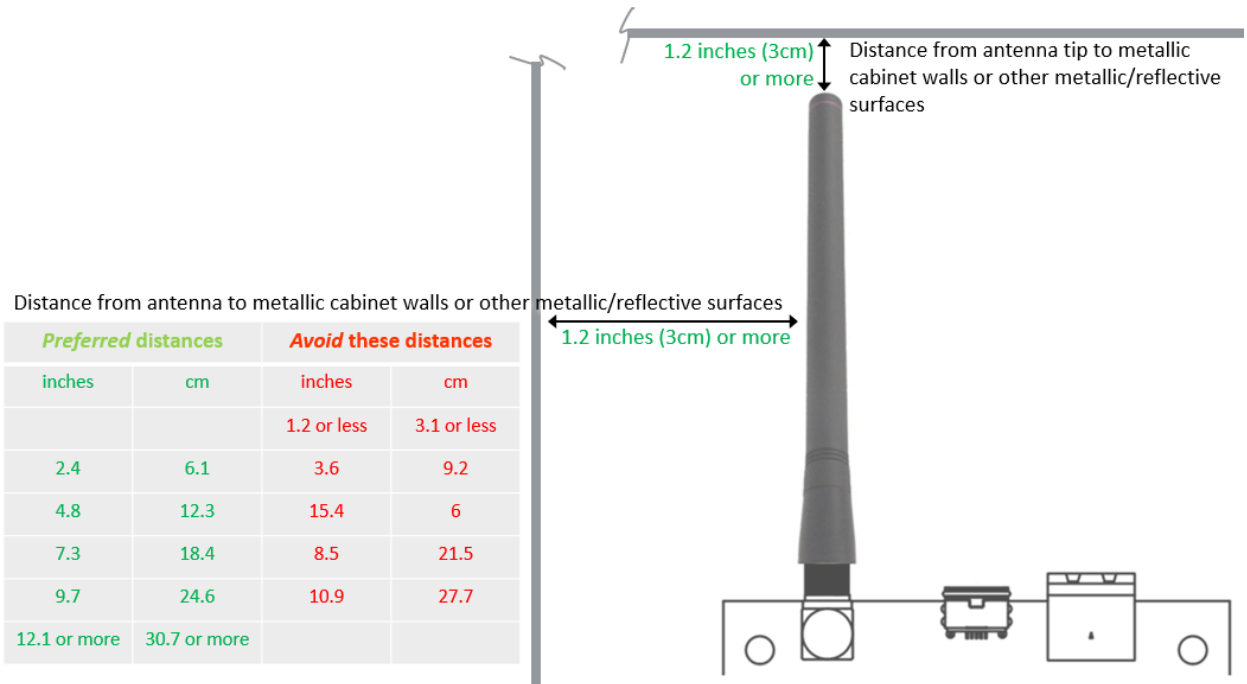 1.2 inches (3cm)
or more
Distance from antenna tip to metallic
cabinet walls or other metallic/reflective
surfaces
Distance from antenna to metallic cabinet walls or other metallic/reflective surfaces
1.2 inches (3cm) or more
Preferred distances Avoid these distances
inches cm inches cm
1.2 or less 3.1 or less
2.4 6.1 3.6 9.2
4.8 12.3 15.4 6
7.3 18.4 8.5 21.5
9.7 24.6 10.9 27.7
12.1 or more 30.7 or more